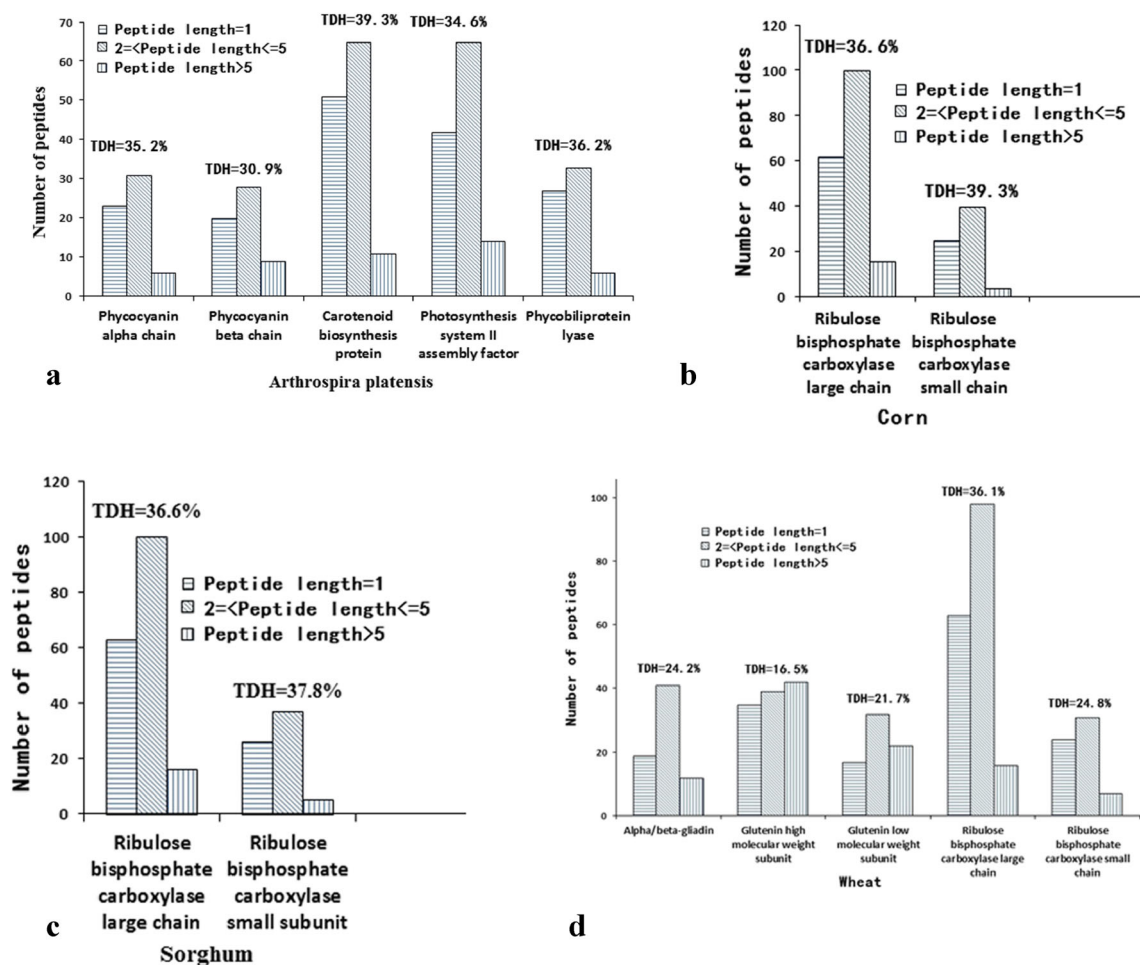 70
60
50
40
30
20
10
0
Number of peptides
Peptide length=1
2=<Peptide length<=5
Peptide length>5
TDH=35.2%
TDH=30.9%
TDH=39.3%
TDH=34.6%
TDH=36.2%
Phycocyanin
alpha chain
Phycocyanin
beta chain
Carotenoid
biosynthesis
protein
Photosynthesis
system II
assembly factor
Phycobiliprotein
lyase
Arthrospira platensis
a
120
100
80
60
40
20
0
Number of peptides
TDH=36.6%
TDH=39.3%
Peptide length=1
2=<Peptide length<=5
Peptide length>5
Ribulose
bisphosphate
carboxylase
large chain
Ribulose
bisphosphate
carboxylase
small chain
Corn
b
120
100
80
60
40
20
0
Number of peptides
TDH=36.6%
TDH=37.8%
Peptide length=1
2=<Peptide length<=5
Peptide length>5
Ribulose
bisphosphate
carboxylase
large chain
Ribulose
bisphosphate
carboxylase
small subunit
Sorghum
c
100
80
60
40
20
0
Number of peptides
Peptide length=1
2=<Peptide length<=5
Peptide length>5
TDH=24.2%
TDH=16.5%
TDH=21.7%
TDH=36.1%
TDH=24.8%
Alpha/beta-gliadin
Glutenin high
molecular weight
subunit
Glutenin low
molecular weight
subunit
Ribulose
bisphosphate
carboxylase large
chain
Ribulose
bisphosphate
carboxylase small
chain
Wheat
d